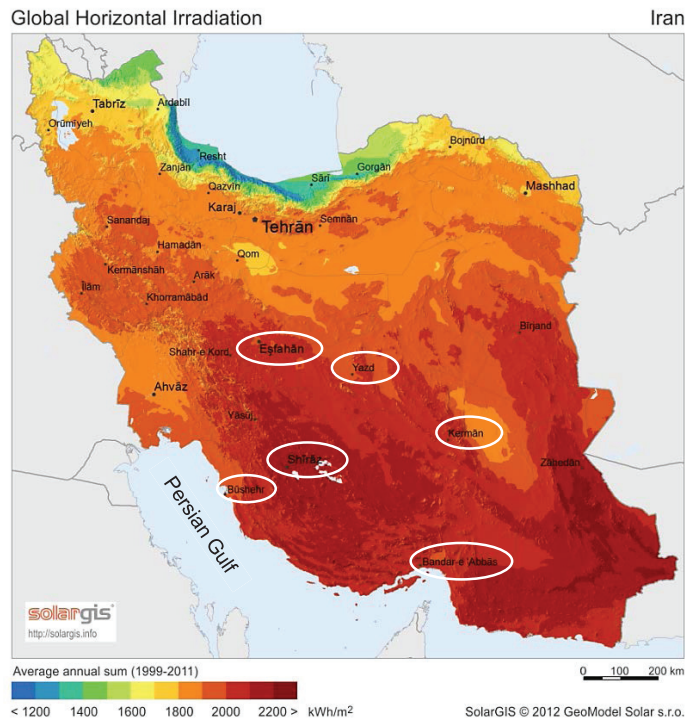 Global Horizontal Irradiation
Iran
Tabrīz
Ardabīl
Orūmīyeh
Resht
Bojnūrd
Zanjān
Sāri
Gorgān
Qazvīn
Mashhad
Karaj
Tehrān
Semnān
Sanandaj
Hamadān
Qom
Kermānshāh
Arāk
Īlām
Khorramābād
Bīrjand
Eşfahān
Shahr-e Kord
Yazd
Ahvāz
Yāsūj
Kermān
Shīrāz
Zāhedān
Būshehr
Persian Gulf
Bandar-e 'Abbās
solargis
http://solargis.info
Average annual sum (1999-2011)
0 100 200 km
< 1200 1400 1600 1800 2000 2200 > kWh/m²
SolarGIS © 2012 GeoModel Solar s.r.o.